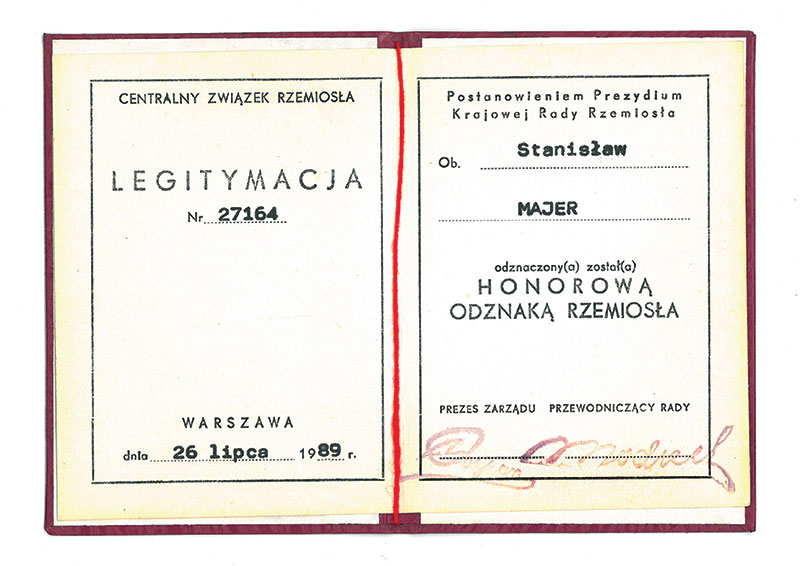 CENTRALNY ZWIĄZEK RZEMIOSŁA
LEGITYMACJA
Nr 27164
WARSZAWA
dnia 26 lipca 1989 r.
Postanowieniem Prezydium
Krajowej Rady Rzemiosła
Ob. Stanisław
MAJER
odznaczony(a) został(a)
HONOROWĄ
ODZNAKĄ RZEMIOSŁA
PREZES ZARZĄDU PRZEWODNICZĄCY RADY